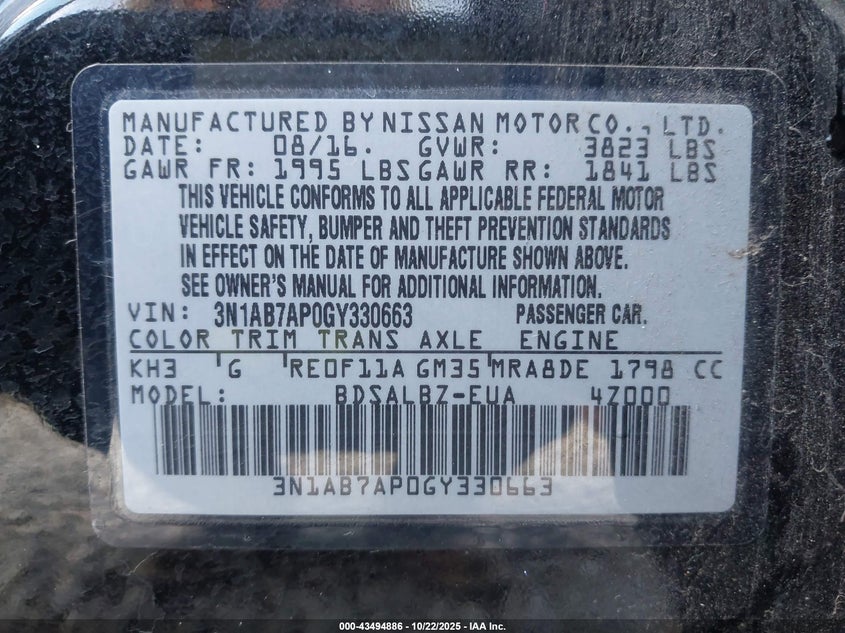 MANUFACTURED BY NISSAN MOTOR CO., LTD.
DATE: 08/16. GVWR: 3823 LBS
GAWR FR: 1995 LBS GAWR RR: 1841 LBS
THIS VEHICLE CONFORMS TO ALL APPLICABLE FEDERAL MOTOR
VEHICLE SAFETY, BUMPER AND THEFT PREVENTION STANDARDS
IN EFFECT ON THE DATE OF MANUFACTURE SHOWN ABOVE.
SEE OWNER'S MANUAL FOR ADDITIONAL INFORMATION.
VIN: 3N1AB7AP0GY330663 PASSENGER CAR.
COLOR TRIM TRANS AXLE ENGINE
KH3 G RE0F11A GM35 MRA8DE 1798 CC
MODEL: BDSALBZ-EUA 4Z000
3N1AB7AP0GY330663
000-43494886 - 10/22/2025 - IAA Inc.